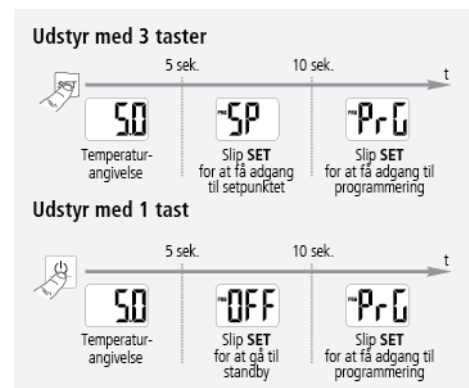 Udstyr med 3 taster
5 sek. 10 sek. t
SET
5.0 SP PrG
Temperatur- Slip SET Slip SET
angivelse for at få adgang for at få adgang til
til setpunktet programmering
Udstyr med 1 tast
5 sek. 10 sek. t
5.0 OFF PrG
Temperatur- Slip SET Slip SET
angivelse for at gå til for at få adgang til
standby programmering